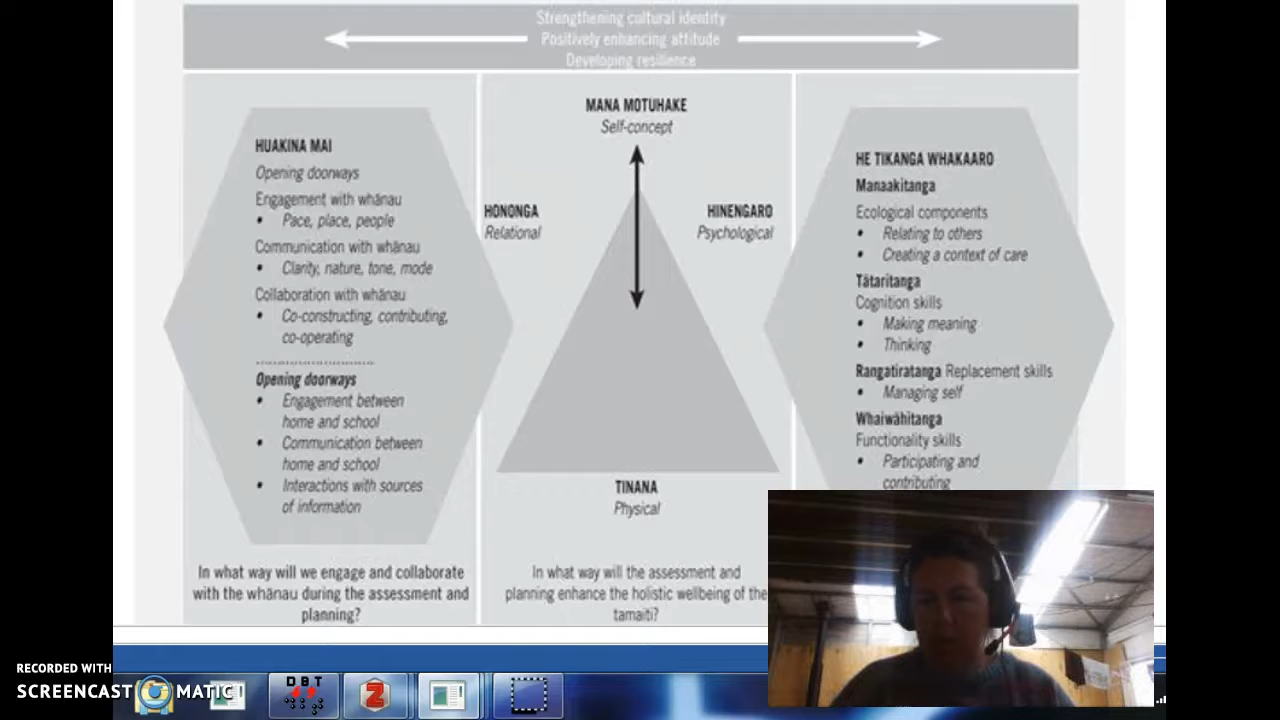 Strengthening cultural identity
Positively enhancing attitude
Developing resilience
HUAKINA MAI
Opening doorways
Engagement with whānau
• Pace, place, people
Communication with whānau
• Clarity, nature, tone, mode
Collaboration with whānau
• Co-constructing, contributing,
co-operating
Opening doorways
• Engagement between
home and school
• Communication between
home and school
• Interactions with sources
of information
In what way will we engage and collaborate
with the whānau during the assessment and
planning?
MANA MOTUHAKE
Self-concept
HONONGA
Relational
HINENGARO
Psychological
TINANA
Physical
In what way will the assessment and
planning enhance the holistic wellbeing of the
tamaiti?
HE TIKANGA WHAKAARO
Manaakitanga
Ecological components
• Relating to others
• Creating a context of care
Tātaritanga
Cognition skills
• Making meaning
• Thinking
Rangatiratanga Replacement skills
• Managing self
Whaiwāhitanga
Functionality skills
• Participating and
contributing
RECORDED WITH
SCREENCAST MATIC
DBT